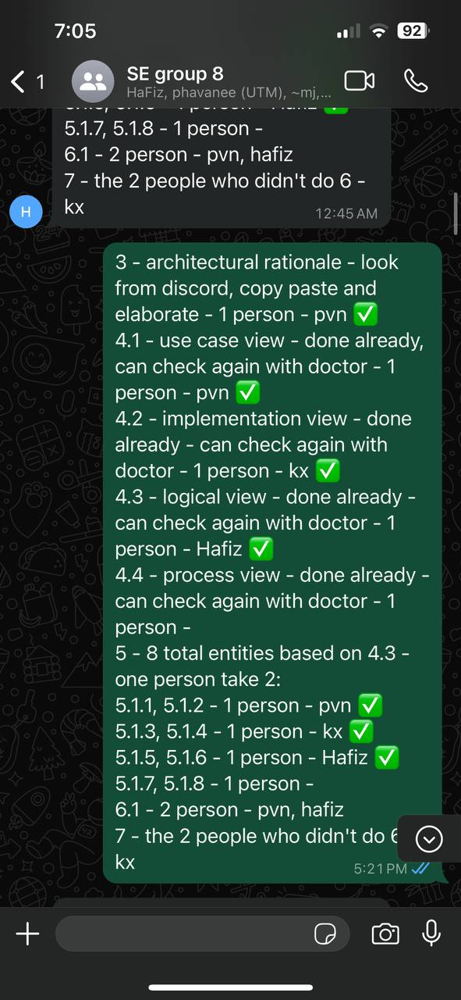 7:05
92
1
SE group 8
HaFiz, phavanee (UTM), ~mj,...
5.1.7, 5.1.8 - 1 person -
6.1 - 2 person - pvn, hafiz
7 - the 2 people who didn't do 6 -
kx
12:45 AM
H
3 - architectural rationale - look
from discord, copy paste and
elaborate - 1 person - pvn ✅
4.1 - use case view - done already,
can check again with doctor - 1
person - pvn ✅
4.2 - implementation view - done
already - can check again with
doctor - 1 person - kx ✅
4.3 - logical view - done already -
can check again with doctor - 1
person - Hafiz ✅
4.4 - process view - done already -
can check again with doctor - 1
person -
5 - 8 total entities based on 4.3 -
one person take 2:
5.1.1, 5.1.2 - 1 person - pvn ✅
5.1.3, 5.1.4 - 1 person - kx ✅
5.1.5, 5.1.6 - 1 person - Hafiz ✅
5.1.7, 5.1.8 - 1 person -
6.1 - 2 person - pvn, hafiz
7 - the 2 people who didn't do 6
kx
5:21 PM